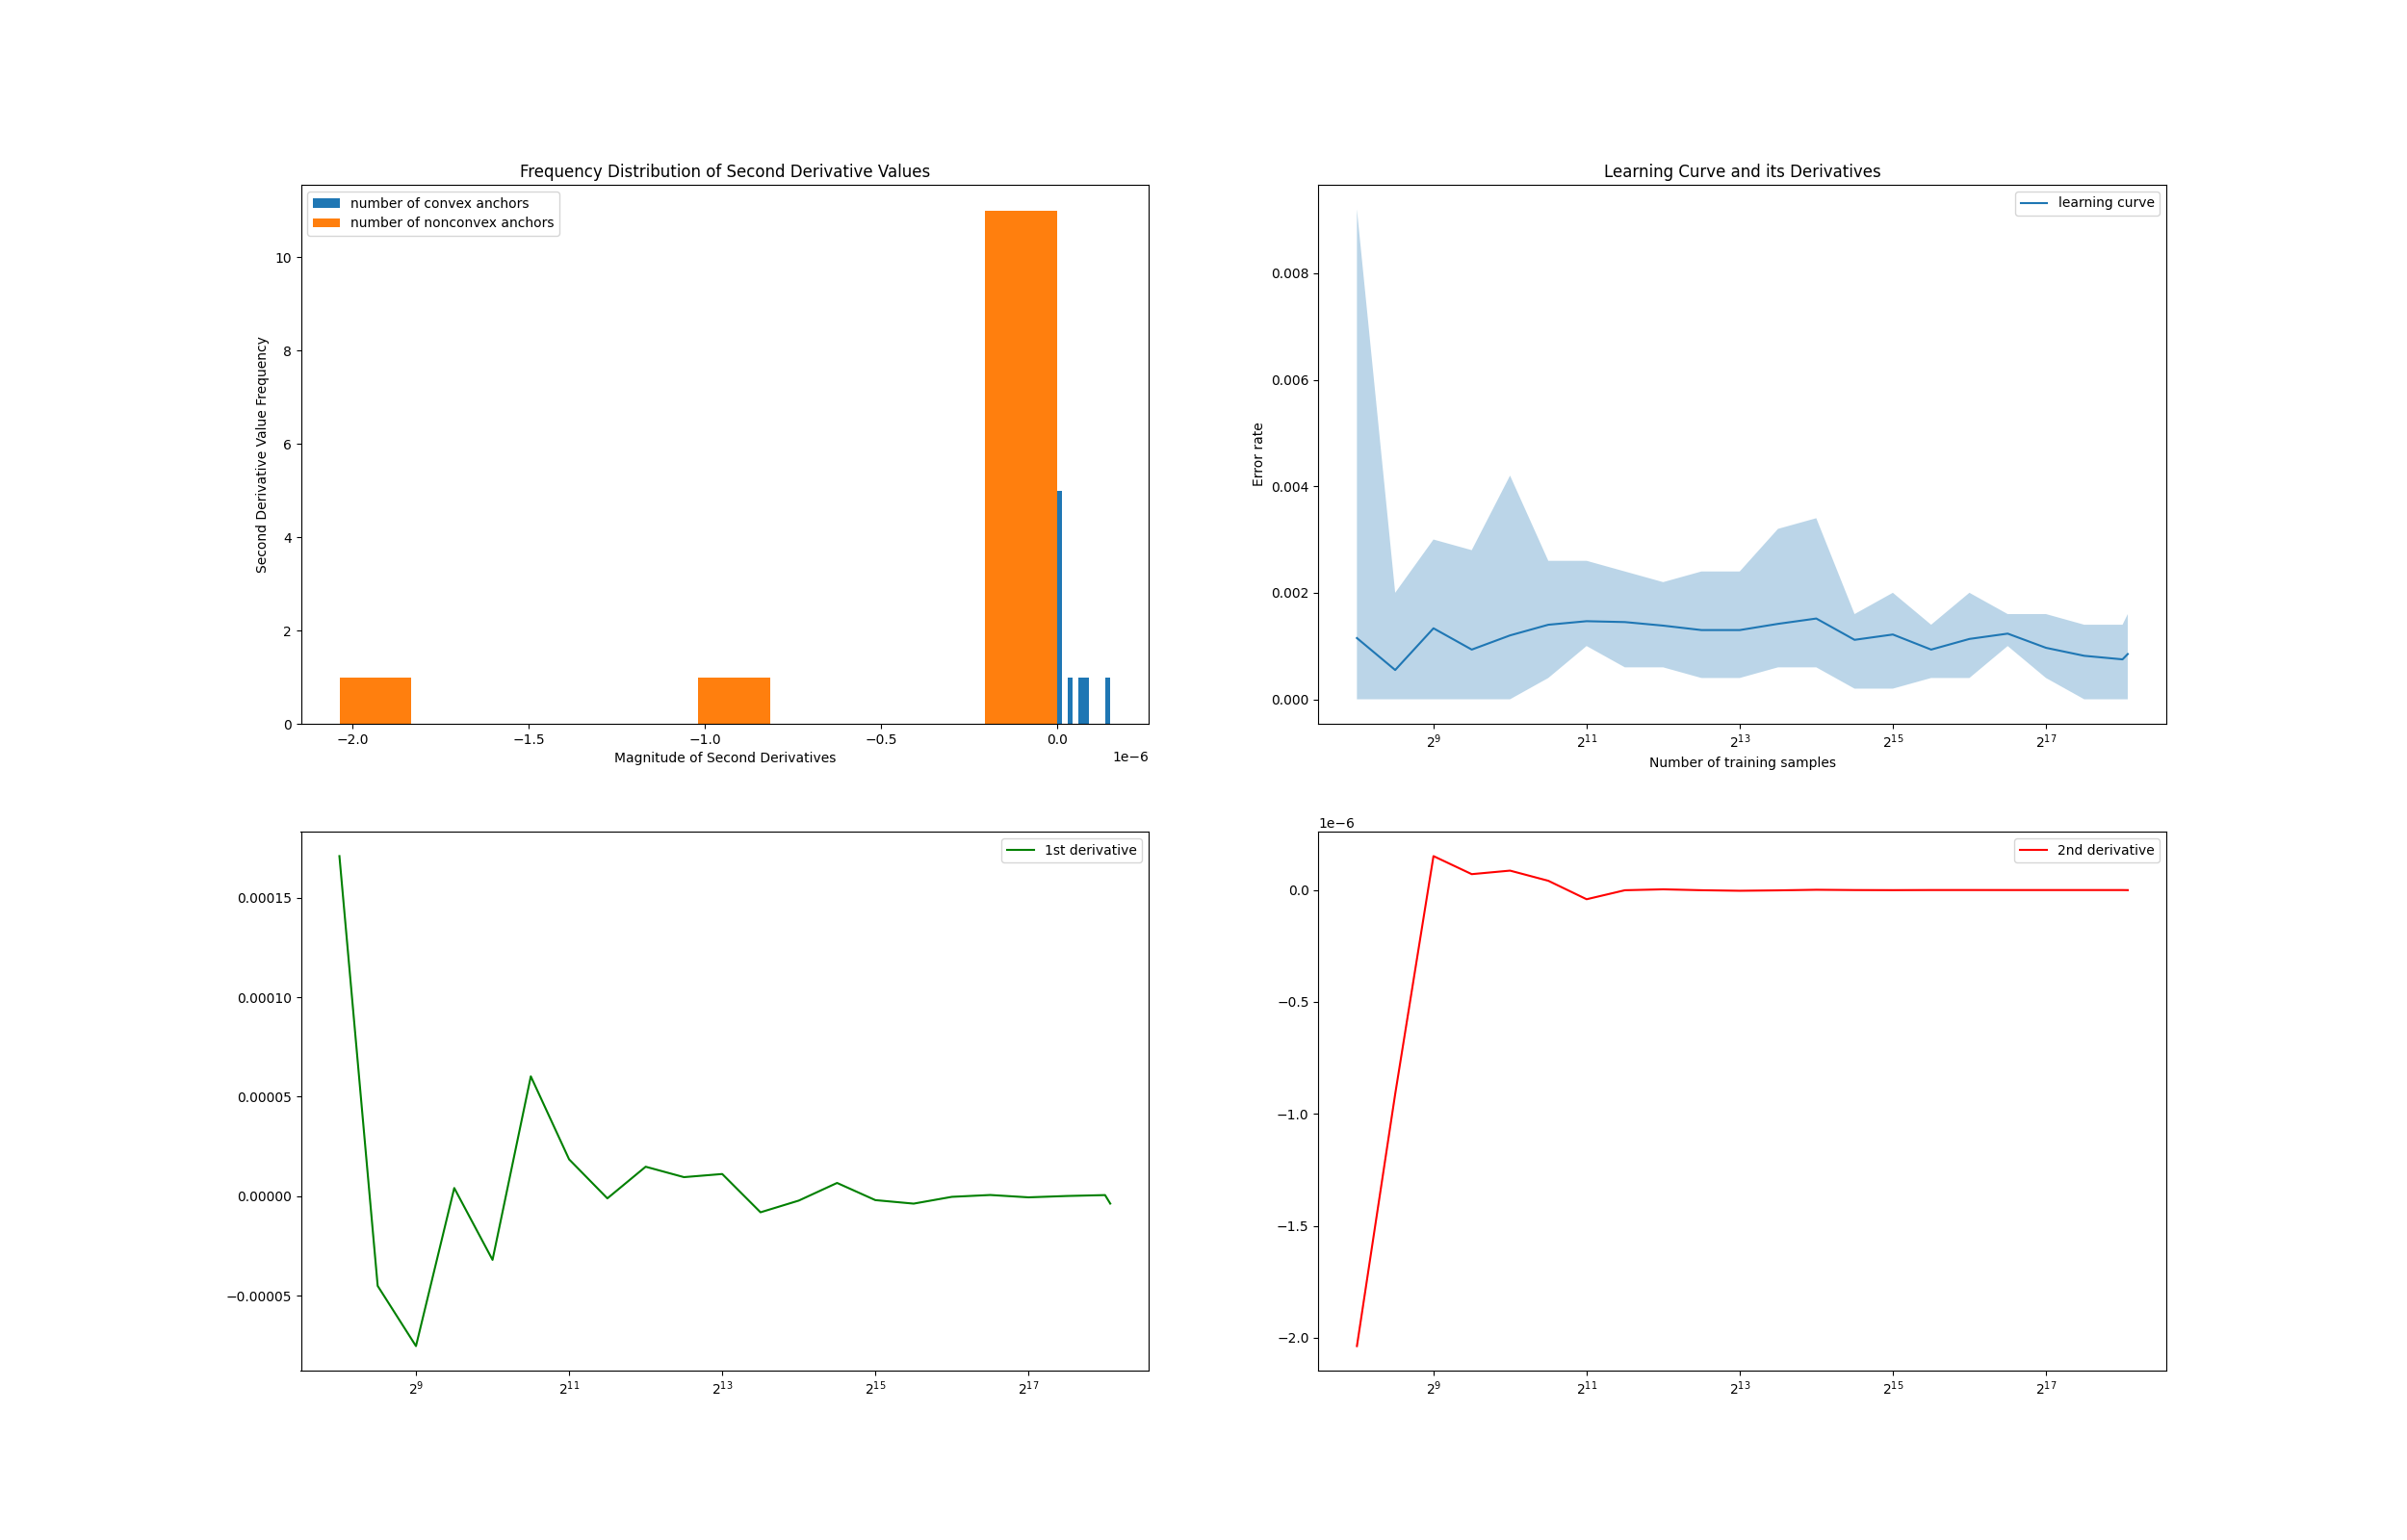 Frequency Distribution of Second Derivative Values
number of convex anchors
number of nonconvex anchors
10
8
6
4
2
0
Second Derivative Value Frequency
−2.0 −1.5 −1.0 −0.5 0.0
1e−6
Magnitude of Second Derivatives
Learning Curve and its Derivatives
learning curve
0.008
0.006
0.004
0.002
0.000
Error rate
2⁹ 2¹¹ 2¹³ 2¹⁵ 2¹⁷
Number of training samples
1st derivative
0.00015
0.00010
0.00005
0.00000
−0.00005
2⁹ 2¹¹ 2¹³ 2¹⁵ 2¹⁷
1e−6
2nd derivative
0.0
−0.5
−1.0
−1.5
−2.0
2⁹ 2¹¹ 2¹³ 2¹⁵ 2¹⁷